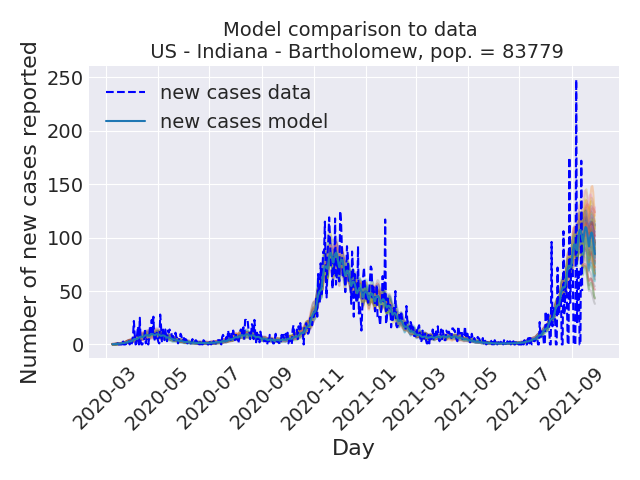 Model comparison to data
US - Indiana - Bartholomew, pop. = 83779
Number of new cases reported
250
200
150
100
50
0
new cases data
new cases model
2020-03
2020-05
2020-07
2020-09
2020-11
2021-01
2021-03
2021-05
2021-07
2021-09
Day